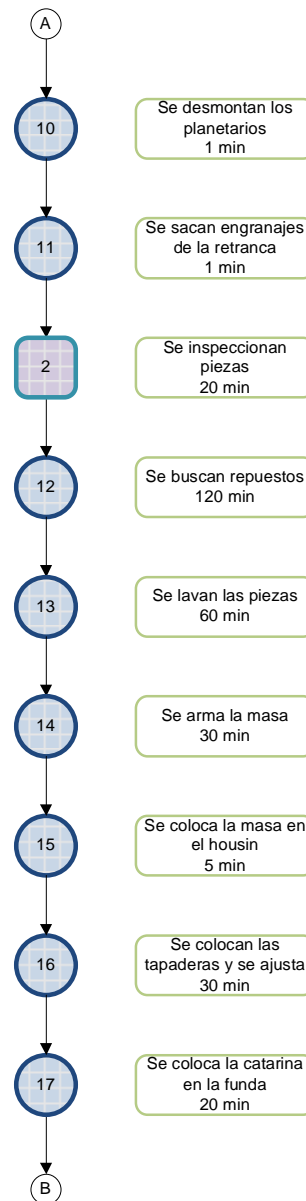 A
10
Se desmontan los
planetarios
1 min
11
Se sacan engranajes
de la retranca
1 min
2
Se inspeccionan
piezas
20 min
12
Se buscan repuestos
120 min
13
Se lavan las piezas
60 min
14
Se arma la masa
30 min
15
Se coloca la masa en
el housin
5 min
16
Se colocan las
tapaderas y se ajusta
30 min
17
Se coloca la catarina
en la funda
20 min
B